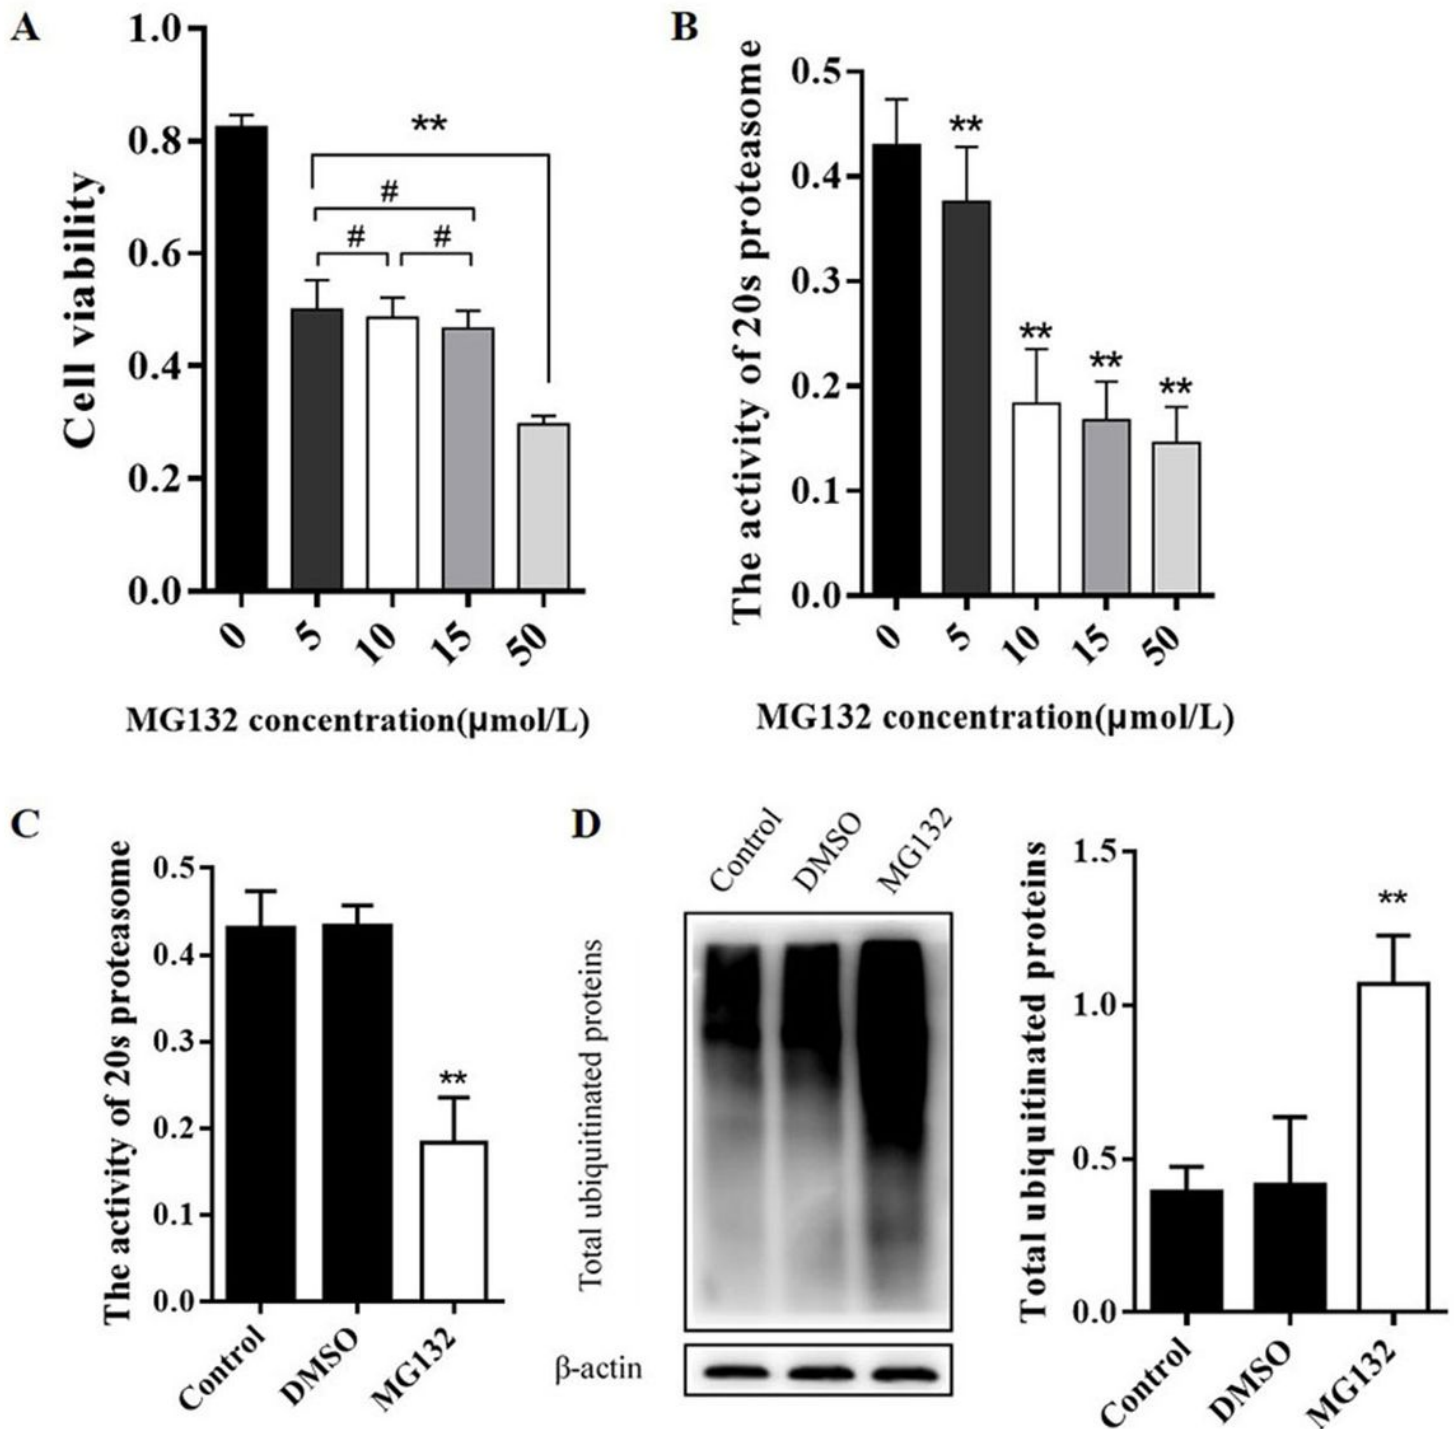 A
Cell viability
1.0
0.8
0.6
0.4
0.2
0.0
**
#
# #
0 5 10 15 50
MG132 concentration(μmol/L)
B
The activity of 20s proteasome
0.5
0.4
0.3
0.2
0.1
0.0
**
**
**
**
0 5 10 15 50
MG132 concentration(μmol/L)
C
The activity of 20s proteasome
0.5
0.4
0.3
0.2
0.1
0.0
**
Control DMSO MG132
D
Control DMSO MG132
Total ubiquitinated proteins
β-actin
Total ubiquitinated proteins
1.5
1.0
0.5
0.0
**
Control DMSO MG132